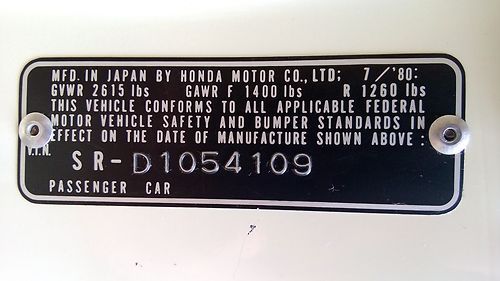 MFD. IN JAPAN BY HONDA MOTOR CO., LTD; 7/'80:
GVWR 2615 lbs GAWR F 1400 lbs R 1260 lbs
THIS VEHICLE CONFORMS TO ALL APPLICABLE FEDERAL
MOTOR VEHICLE SAFETY AND BUMPER STANDARDS IN
EFFECT ON THE DATE OF MANUFACTURE SHOWN ABOVE:
V.I.N. SR-D1054109
PASSENGER CAR